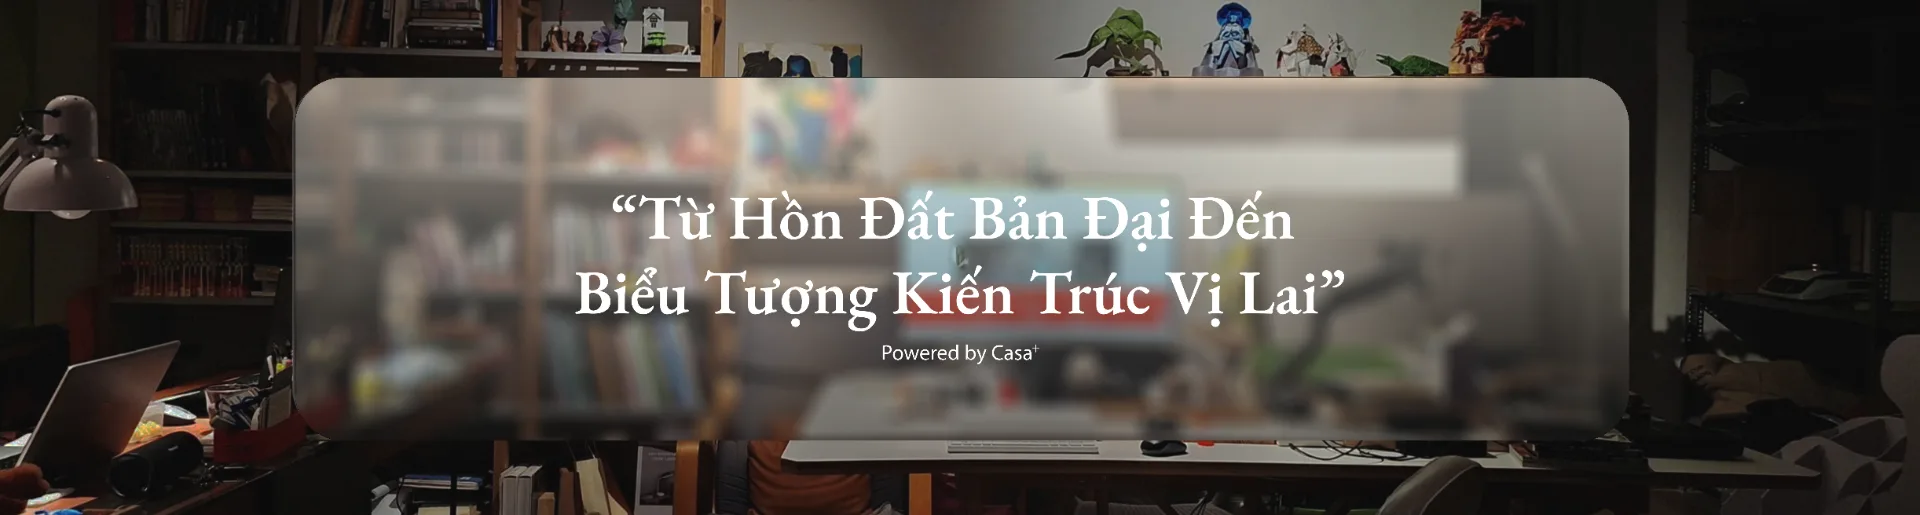 “Từ Hồn Đất Bản Đại Đến
Biểu Tượng Kiến Trúc Vị Lai”
Powered by Casa⁺